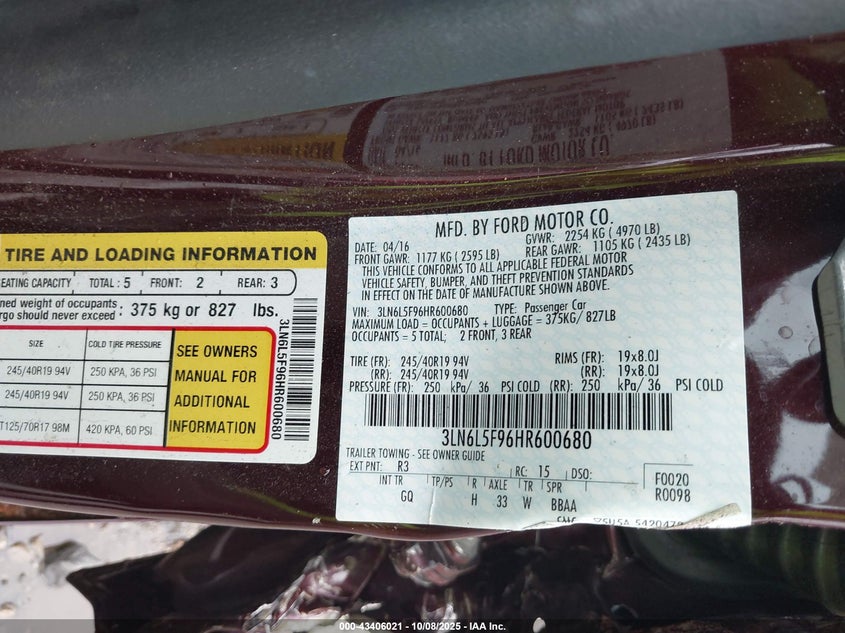 MFD. BY FORD MOTOR CO.
DATE: 04/16 GVWR: 2254 KG ( 4970 LB)
FRONT GAWR: 1177 KG ( 2595 LB) REAR GAWR: 1105 KG ( 2435 LB)
THIS VEHICLE CONFORMS TO ALL APPLICABLE FEDERAL MOTOR
VEHICLE SAFETY, BUMPER, AND THEFT PREVENTION STANDARDS
IN EFFECT ON THE DATE OF MANUFACTURE SHOWN ABOVE.
VIN: 3LN6L5F96HR600680 TYPE: Passenger Car
MAXIMUM LOAD = OCCUPANTS + LUGGAGE = 375KG/ 827LB
OCCUPANTS = 5 TOTAL; 2 FRONT, 3 REAR
TIRE (FR): 245/40R19 94V RIMS (FR): 19x8.0J
(RR): 245/40R19 94V (RR): 19x8.0J
PRESSURE (FR): 250 kPa/ 36 PSI COLD (RR): 250 kPa/ 36 PSI COLD
3LN6L5F96HR600680
TRAILER TOWING - SEE OWNER GUIDE
EXT PNT: R3 RC: 15 DSO: F0020
INT TR TP/PS R AXLE TR SPR R0098
GQ H 33 W BBAA
TIRE AND LOADING INFORMATION
SEATING CAPACITY TOTAL : 5 FRONT: 2 REAR: 3
weight of occupants
should never exceed : 375 kg or 827 lbs.
SIZE COLD TIRE PRESSURE
245/40R19 94V 250 KPA, 36 PSI
245/40R19 94V 250 KPA, 36 PSI
T125/70R17 98M 420 KPA, 60 PSI
SEE OWNERS
MANUAL FOR
ADDITIONAL
INFORMATION
3LN6L5F96HR600680
000-43406021 - 10/08/2025 - IAA Inc.